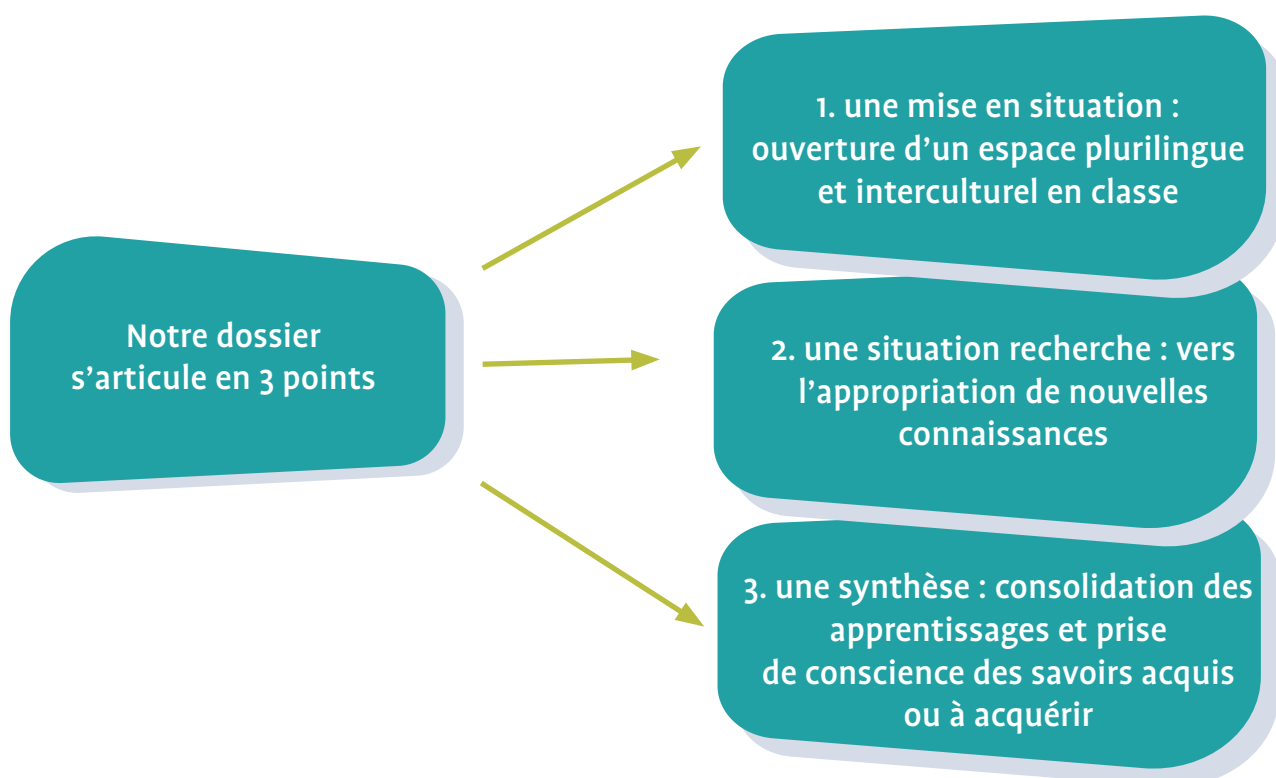 Notre dossier
s'articule en 3 points
1. une mise en situation :
ouverture d'un espace plurilingue
et interculturel en classe
2. une situation recherche : vers
l'appropriation de nouvelles
connaissances
3. une synthèse : consolidation des
apprentissages et prise
de conscience des savoirs acquis
ou à acquérir